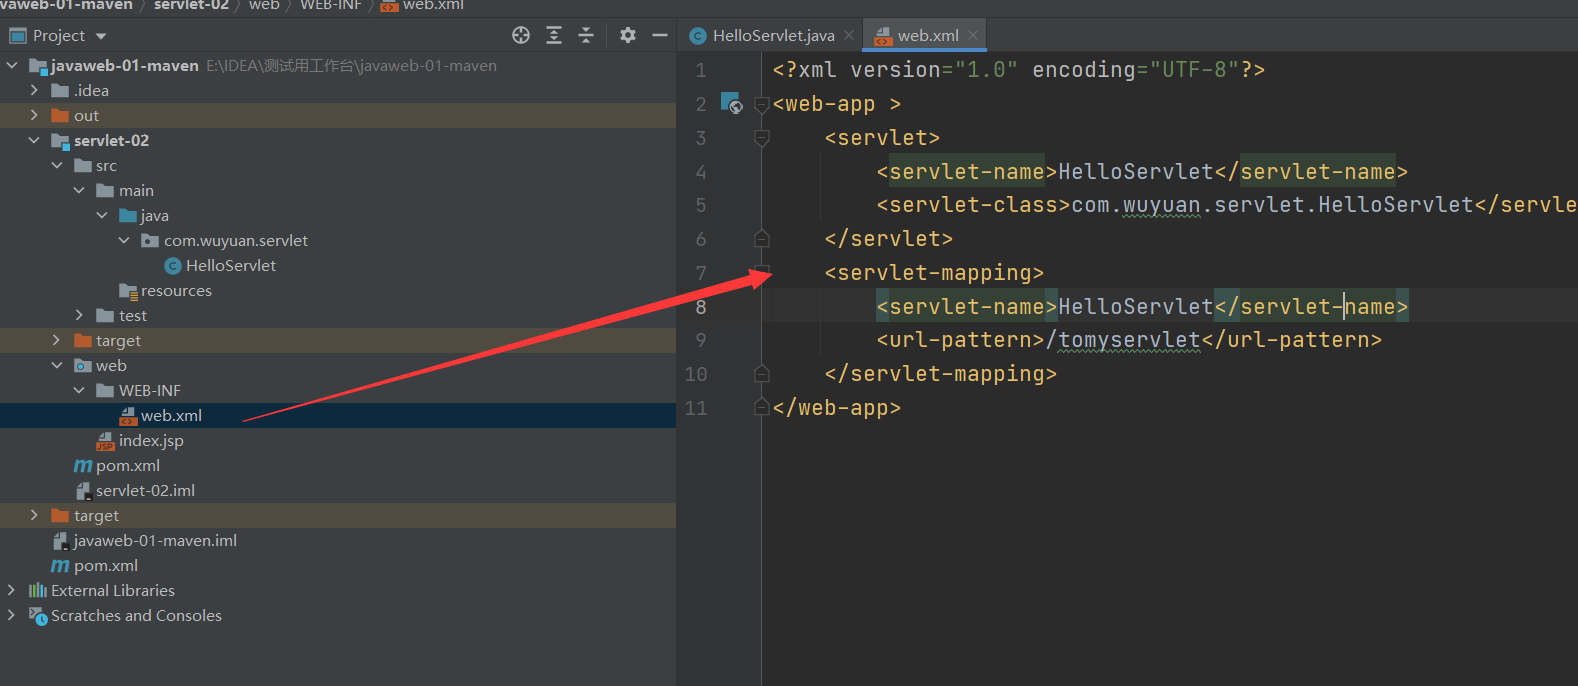 vaweb-01-maven 〉 servlet-02 〉 web 〉 WEB-INF 〉 web.xml
Project
javaweb-01-maven E:\IDEA\测试用工作台\javaweb-01-maven
.idea
out
servlet-02
src
main
java
com.wuyuan.servlet
HelloServlet
resources
test
target
web
WEB-INF
web.xml
index.jsp
pom.xml
servlet-02.iml
target
javaweb-01-maven.iml
pom.xml
External Libraries
Scratches and Consoles
HelloServlet.java
web.xml
1 <?xml version="1.0" encoding="UTF-8"?>
2 <web-app >
3 <servlet>
4 <servlet-name>HelloServlet</servlet-name>
5 <servlet-class>com.wuyuan.servlet.HelloServlet</servle
6 </servlet>
7 <servlet-mapping>
8 <servlet-name>HelloServlet</servlet-name>
9 <url-pattern>/tomyservlet</url-pattern>
10 </servlet-mapping>
11 </web-app>